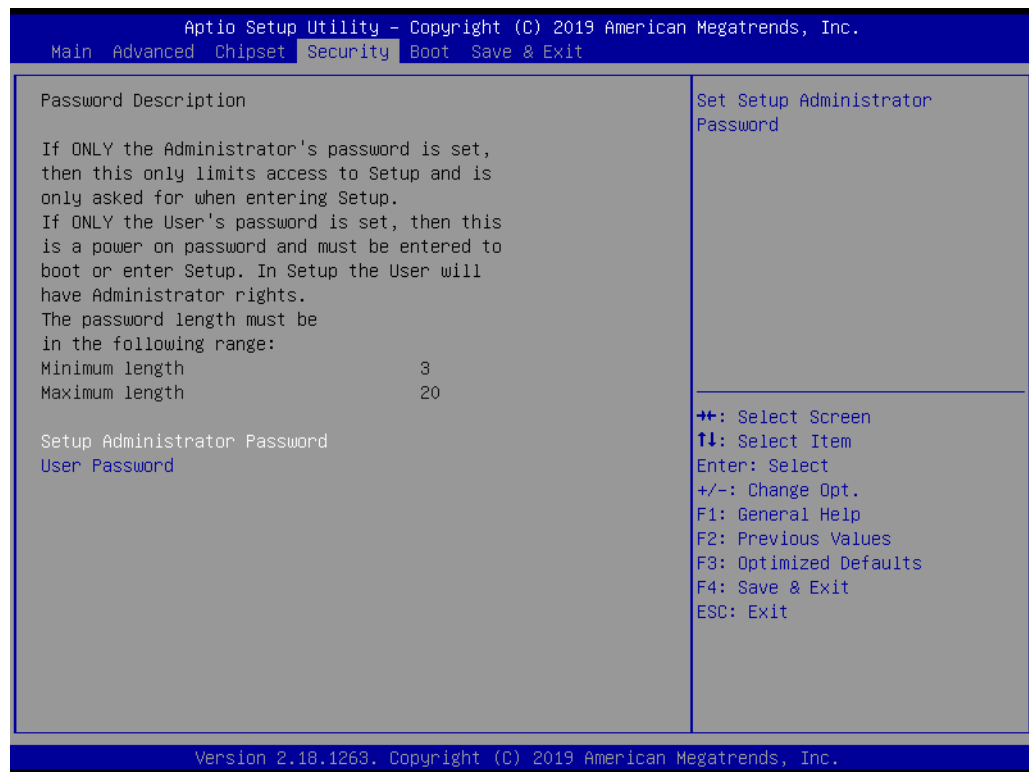 Aptio Setup Utility – Copyright (C) 2019 American Megatrends, Inc.
Main Advanced Chipset Security Boot Save & Exit
Password Description
If ONLY the Administrator's password is set,
then this only limits access to Setup and is
only asked for when entering Setup.
If ONLY the User's password is set, then this
is a power on password and must be entered to
boot or enter Setup. In Setup the User will
have Administrator rights.
The password length must be
in the following range:
Minimum length 3
Maximum length 20
Setup Administrator Password
User Password
Set Setup Administrator
Password
→←: Select Screen
↑↓: Select Item
Enter: Select
+/-: Change Opt.
F1: General Help
F2: Previous Values
F3: Optimized Defaults
F4: Save & Exit
ESC: Exit
Version 2.18.1263. Copyright (C) 2019 American Megatrends, Inc.